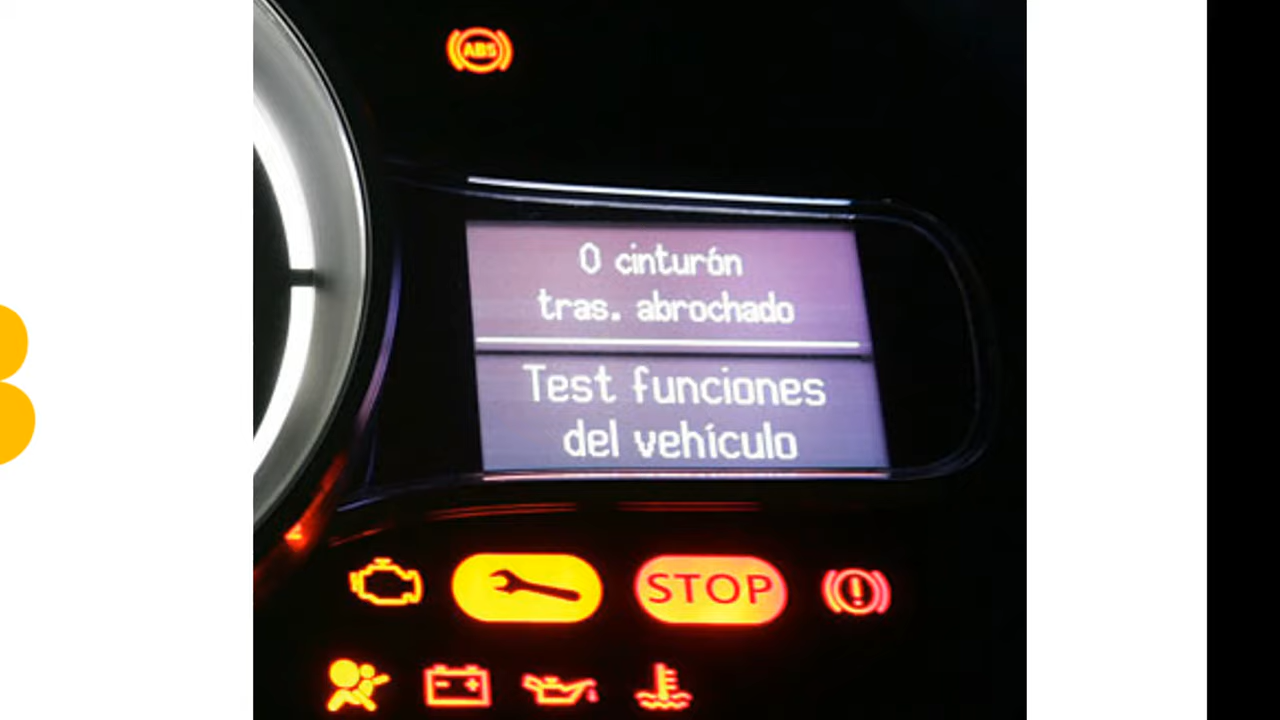 ABS
0 cinturón
tras. abrochado
Test funciones
del vehículo
STOP